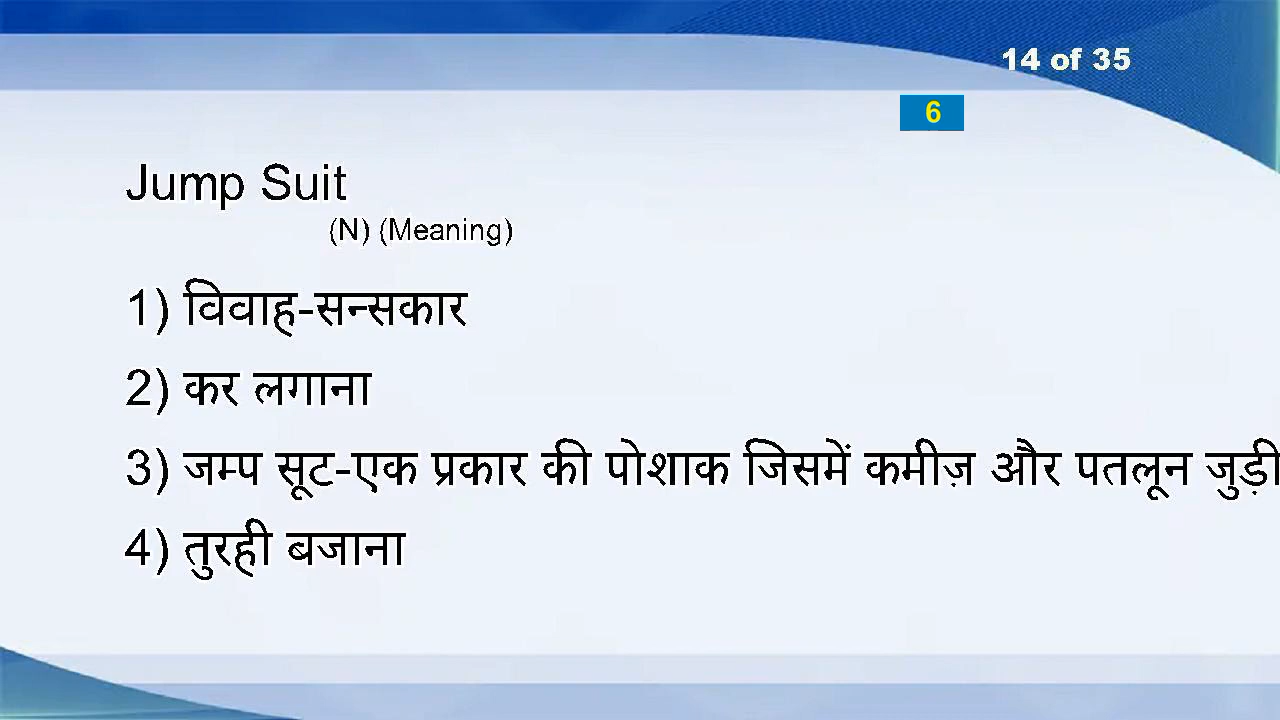 14 of 35
6
Jump Suit
(N) (Meaning)
1) विवाह-सन्सकार
2) कर लगाना
3) जम्प सूट-एक प्रकार की पोशाक जिसमें कमीज़ और पतलून जुड़ी
4) तुरही बजाना